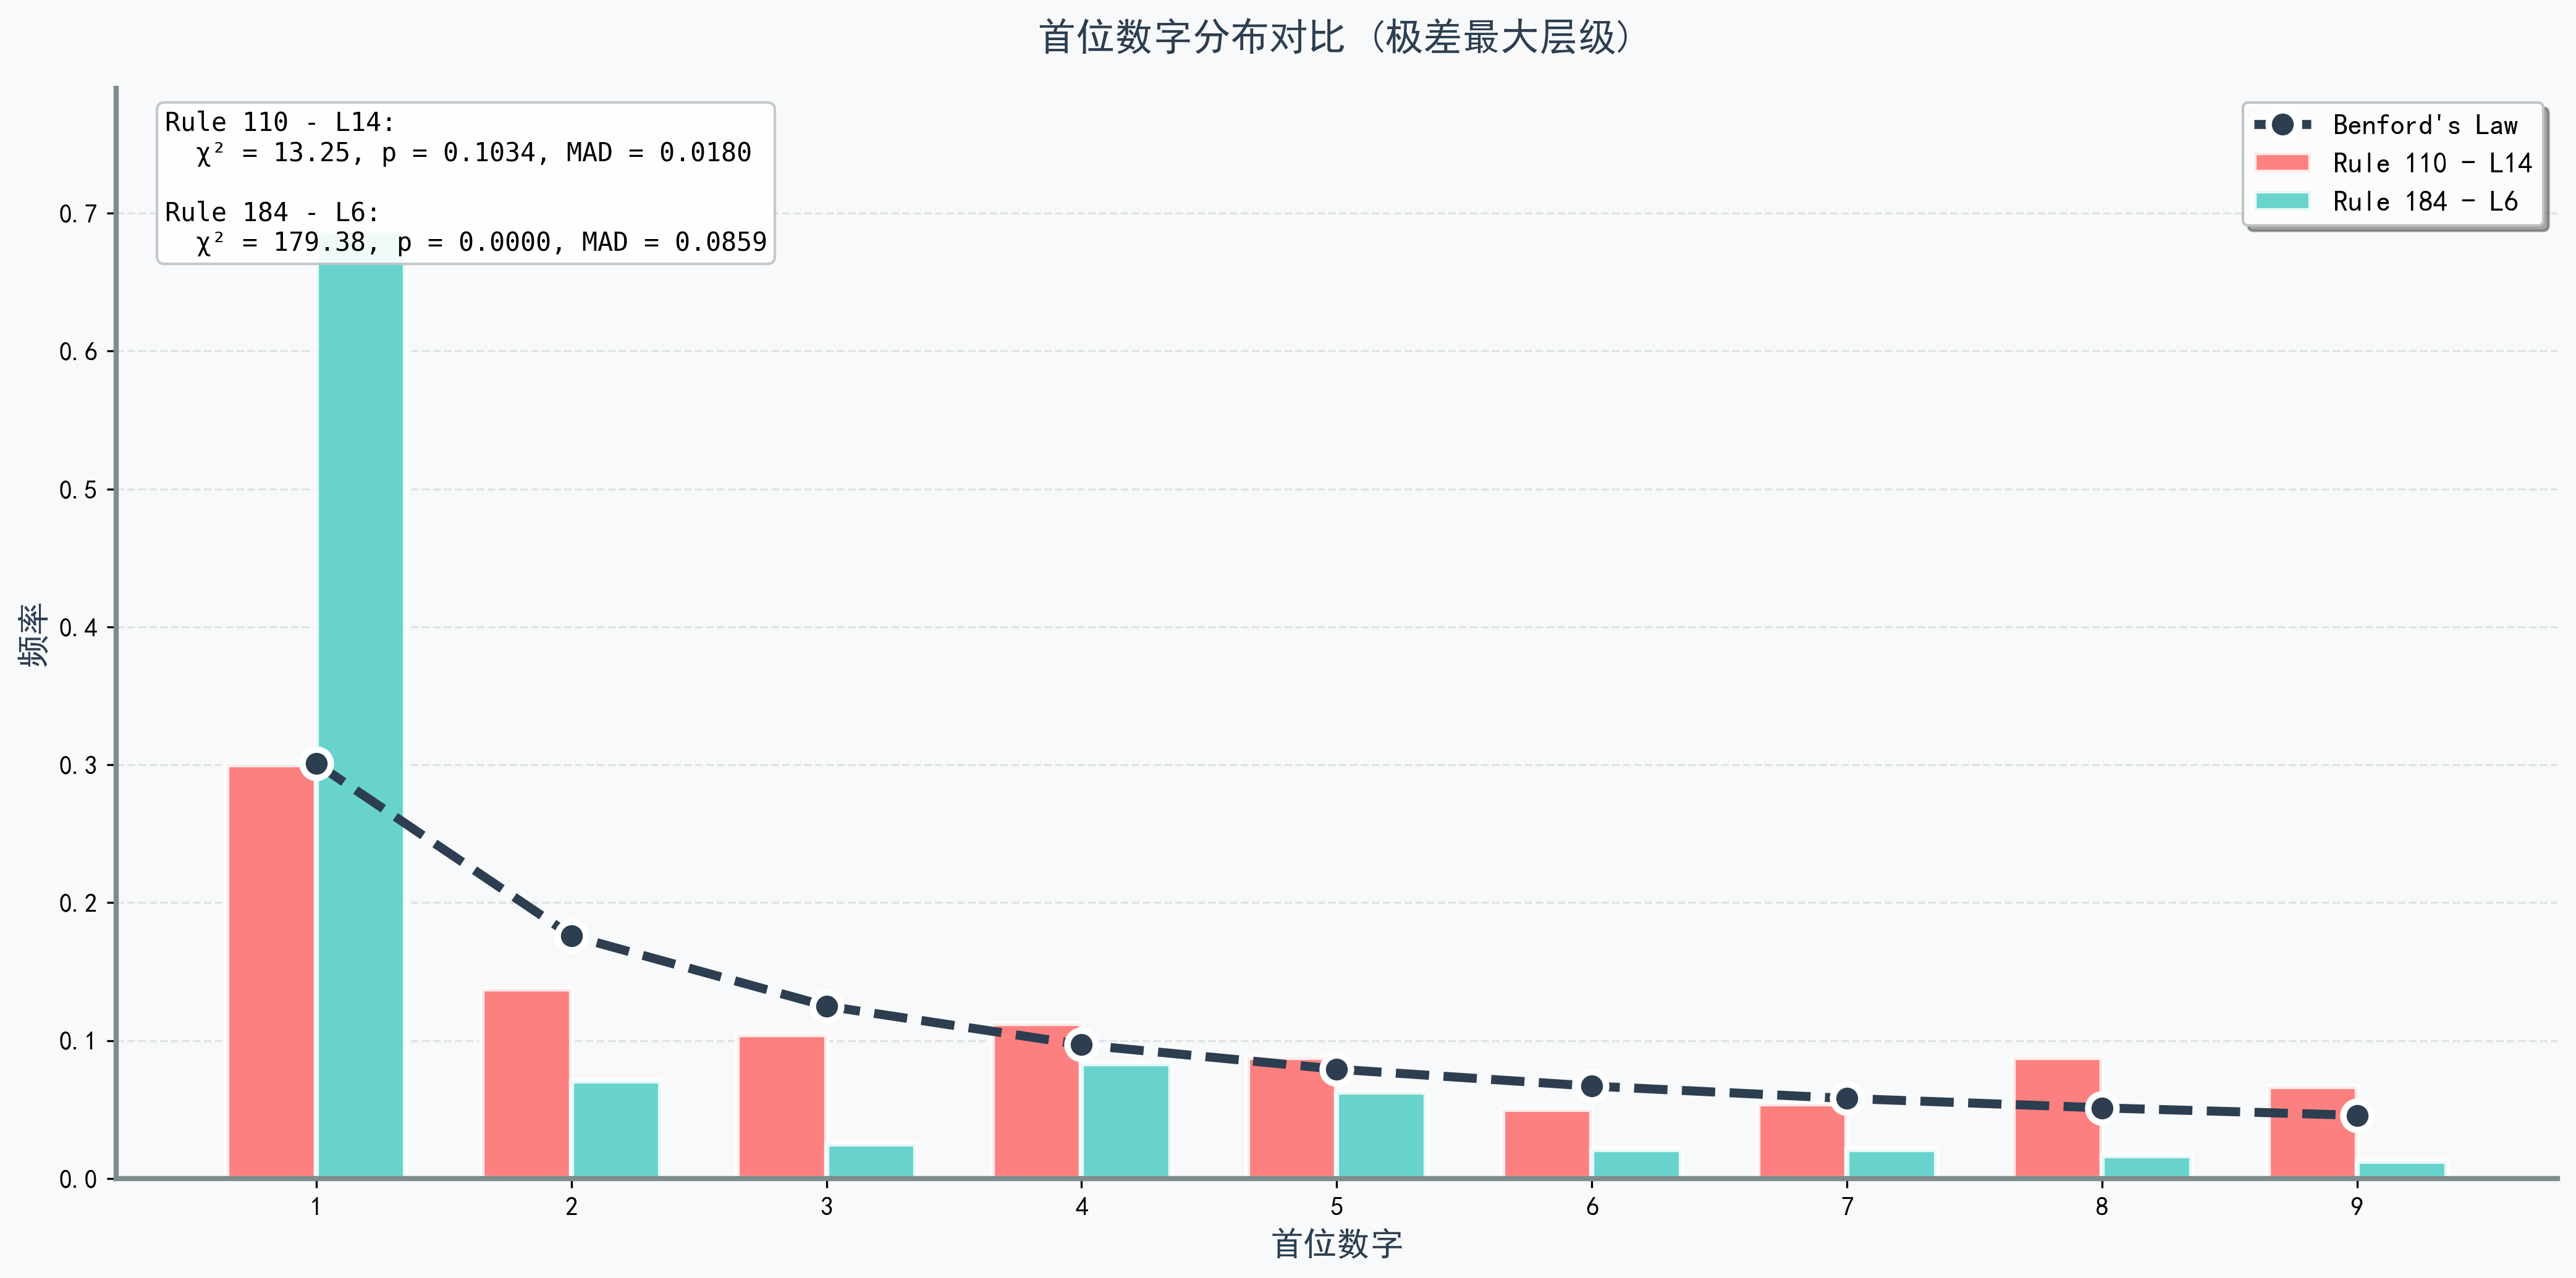 首位数字分布对比 (极差最大层级)
Rule 110 - L14:
χ² = 13.25, p = 0.1034, MAD = 0.0180
Rule 184 - L6:
χ² = 179.38, p = 0.0000, MAD = 0.0859
Benford's Law
Rule 110 - L14
Rule 184 - L6
频率
0.7
0.6
0.5
0.4
0.3
0.2
0.1
0.0
1 2 3 4 5 6 7 8 9
首位数字